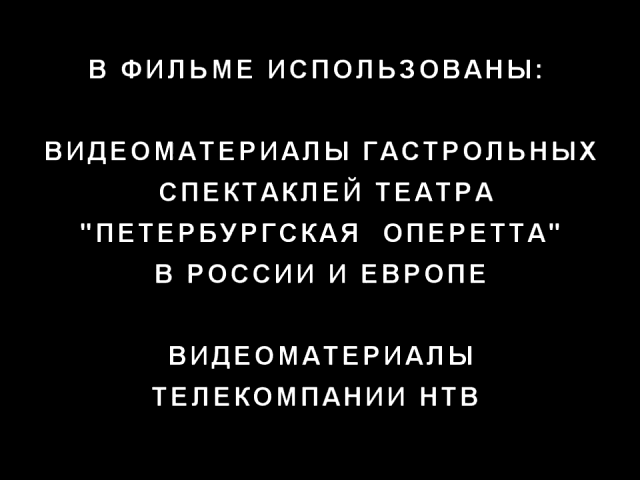 В ФИЛЬМЕ ИСПОЛЬЗОВАНЫ:
ВИДЕОМАТЕРИАЛЫ ГАСТРОЛЬНЫХ
СПЕКТАКЛЕЙ ТЕАТРА
"ПЕТЕРБУРГСКАЯ ОПЕРЕТТА"
В РОССИИ И ЕВРОПЕ
ВИДЕОМАТЕРИАЛЫ
ТЕЛЕКОМПАНИИ НТВ